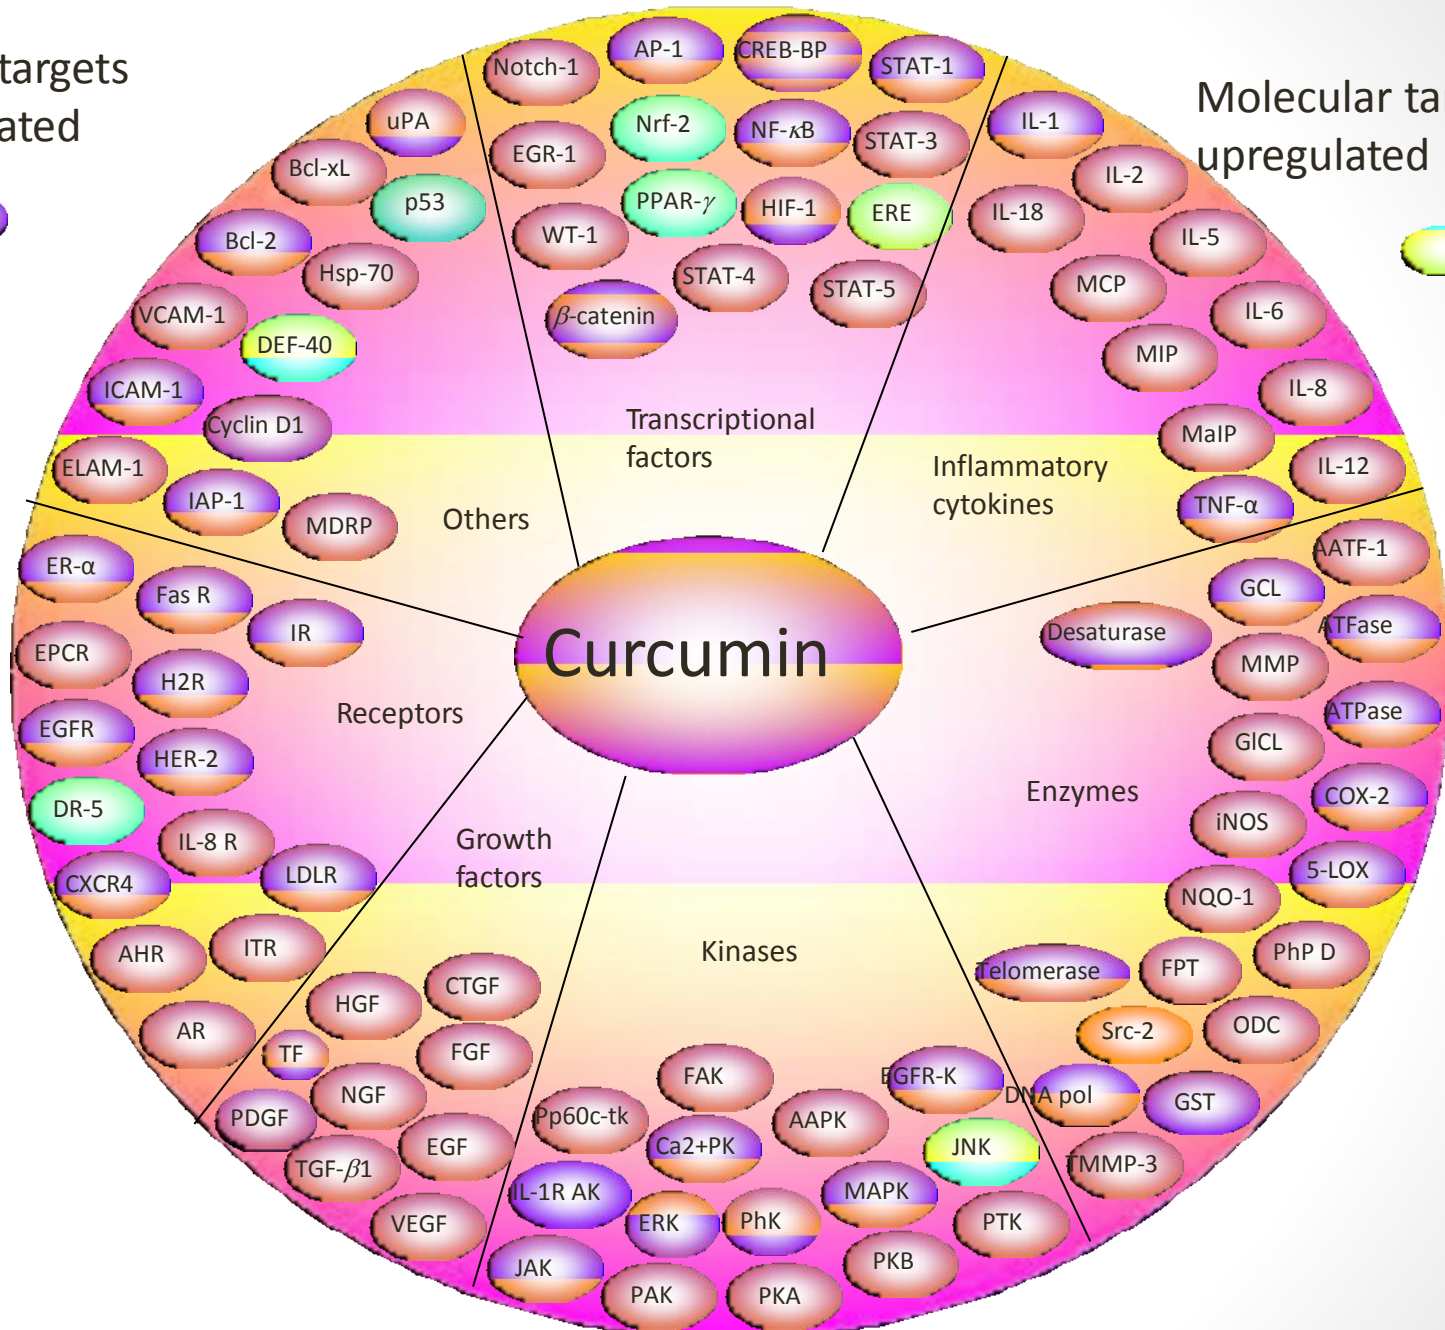 targets
ated
Molecular ta
upregulated
Notch-1
AP-1
CREB-BP
STAT-1
EGR-1
Nrf-2
NF-κB
STAT-3
WT-1
PPAR-γ
HIF-1
ERE
β-catenin
STAT-4
STAT-5
Transcriptional
factors
IL-1
IL-2
IL-18
IL-5
MCP
IL-6
MIP
IL-8
MaIP
IL-12
TNF-α
Inflammatory
cytokines
uPA
Bcl-xL
p53
Bcl-2
Hsp-70
VCAM-1
DEF-40
ICAM-1
Cyclin D1
ELAM-1
IAP-1
MDRP
Others
Curcumin
AATF-1
GCL
Desaturase
ATFase
MMP
ATPase
GlCL
COX-2
iNOS
5-LOX
NQO-1
PhP D
Telomerase
FPT
Src-2
ODC
DNA pol
GST
TMMP-3
Enzymes
ER-α
Fas R
IR
EPCR
H2R
EGFR
HER-2
DR-5
IL-8 R
CXCR4
LDLR
AHR
ITR
AR
Receptors
Growth
factors
HGF
CTGF
TF
FGF
NGF
PDGF
EGF
TGF-β1
VEGF
Kinases
FAK
EGFR-K
Pp60c-tk
AAPK
Ca2+PK
JNK
IL-1R AK
MAPK
ERK
PhK
PTK
JAK
PKB
PAK
PKA